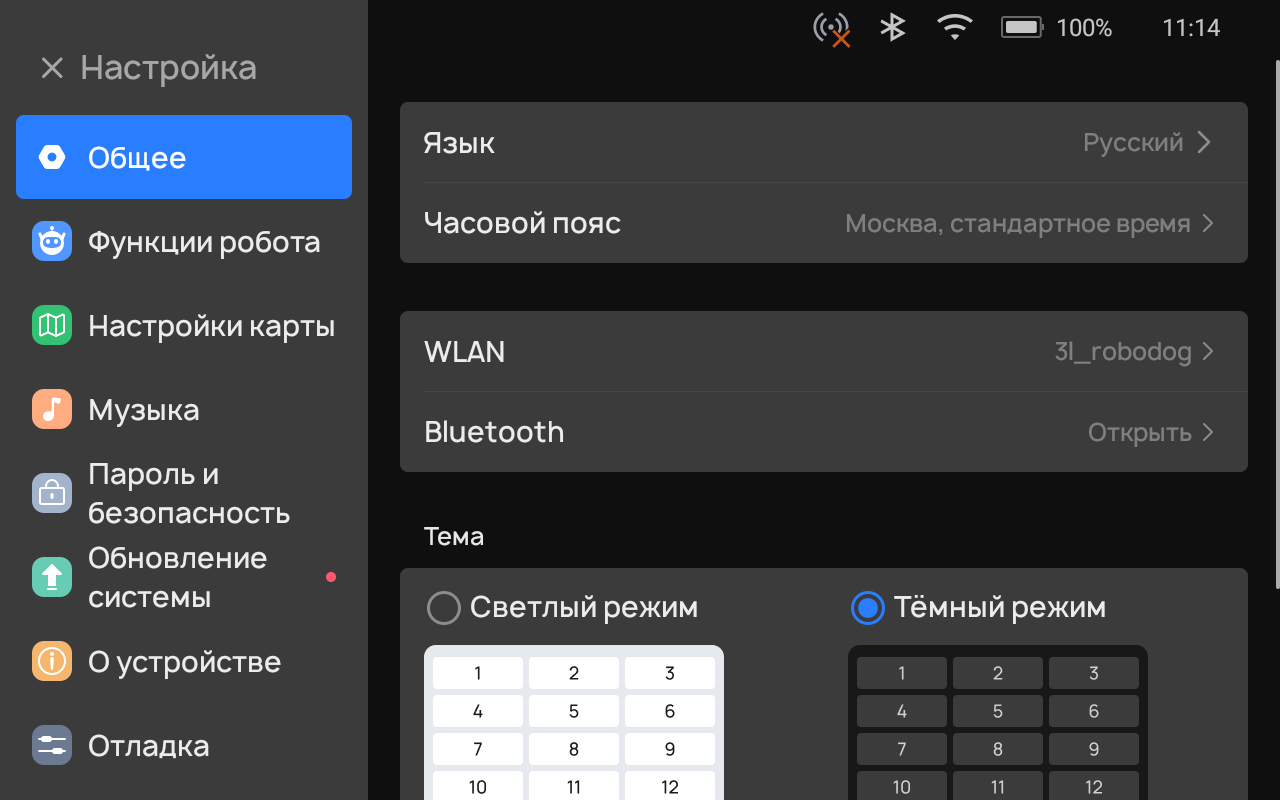 100%
11:14
Настройка
Общее
Функции робота
Настройки карты
Музыка
Пароль и
безопасность
Обновление
системы
О устройстве
Отладка
Язык
Русский
Часовой пояс
Москва, стандартное время
WLAN
3l_robodog
Bluetooth
Открыть
Тема
Светлый режим
1 2 3
4 5 6
7 8 9
10 11 12
Тёмный режим
1 2 3
4 5 6
7 8 9
10 11 12